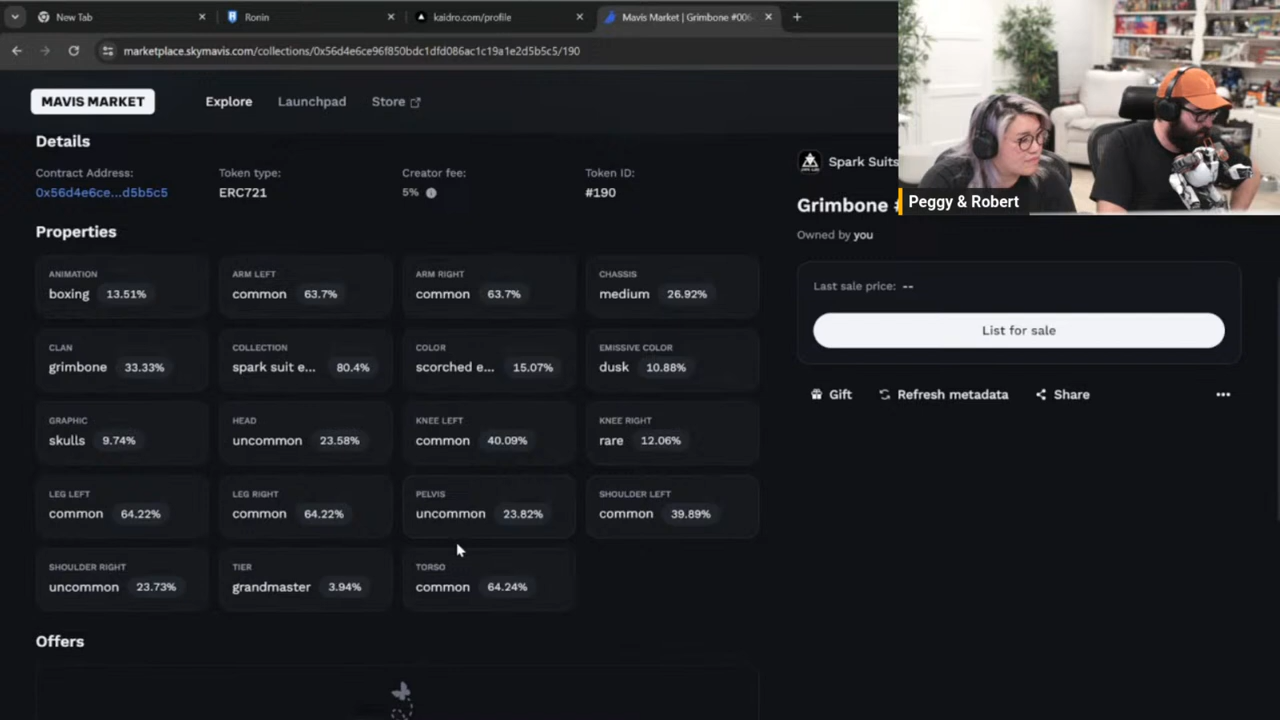 New Tab
Ronin
kaidro.com/profile
Mavis Market | Grimbone #006
marketplace.skymavis.com/collections/0x56d4e6ce96f850bdc1dfd086ac1c19a1e2d5b5c5/190
MAVIS MARKET
Explore
Launchpad
Store
Details
Contract Address:
Token type:
Creator fee:
Token ID:
0x56d4e6ce...d5b5c5
ERC721
5%
#190
Properties
ANIMATION
boxing 13.51%
ARM LEFT
common 63.7%
ARM RIGHT
common 63.7%
CHASSIS
medium 26.92%
CLAN
grimbone 33.33%
COLLECTION
spark suit e... 80.4%
COLOR
scorched e... 15.07%
EMISSIVE COLOR
dusk 10.88%
GRAPHIC
skulls 9.74%
HEAD
uncommon 23.58%
KNEE LEFT
common 40.09%
KNEE RIGHT
rare 12.06%
LEG LEFT
common 64.22%
LEG RIGHT
common 64.22%
PELVIS
uncommon 23.82%
SHOULDER LEFT
common 39.89%
SHOULDER RIGHT
uncommon 23.73%
TIER
grandmaster 3.94%
TORSO
common 64.24%
Offers
Spark Suits
Grimbone #
Owned by you
Last sale price: --
List for sale
Gift
Refresh metadata
Share
Peggy & Robert